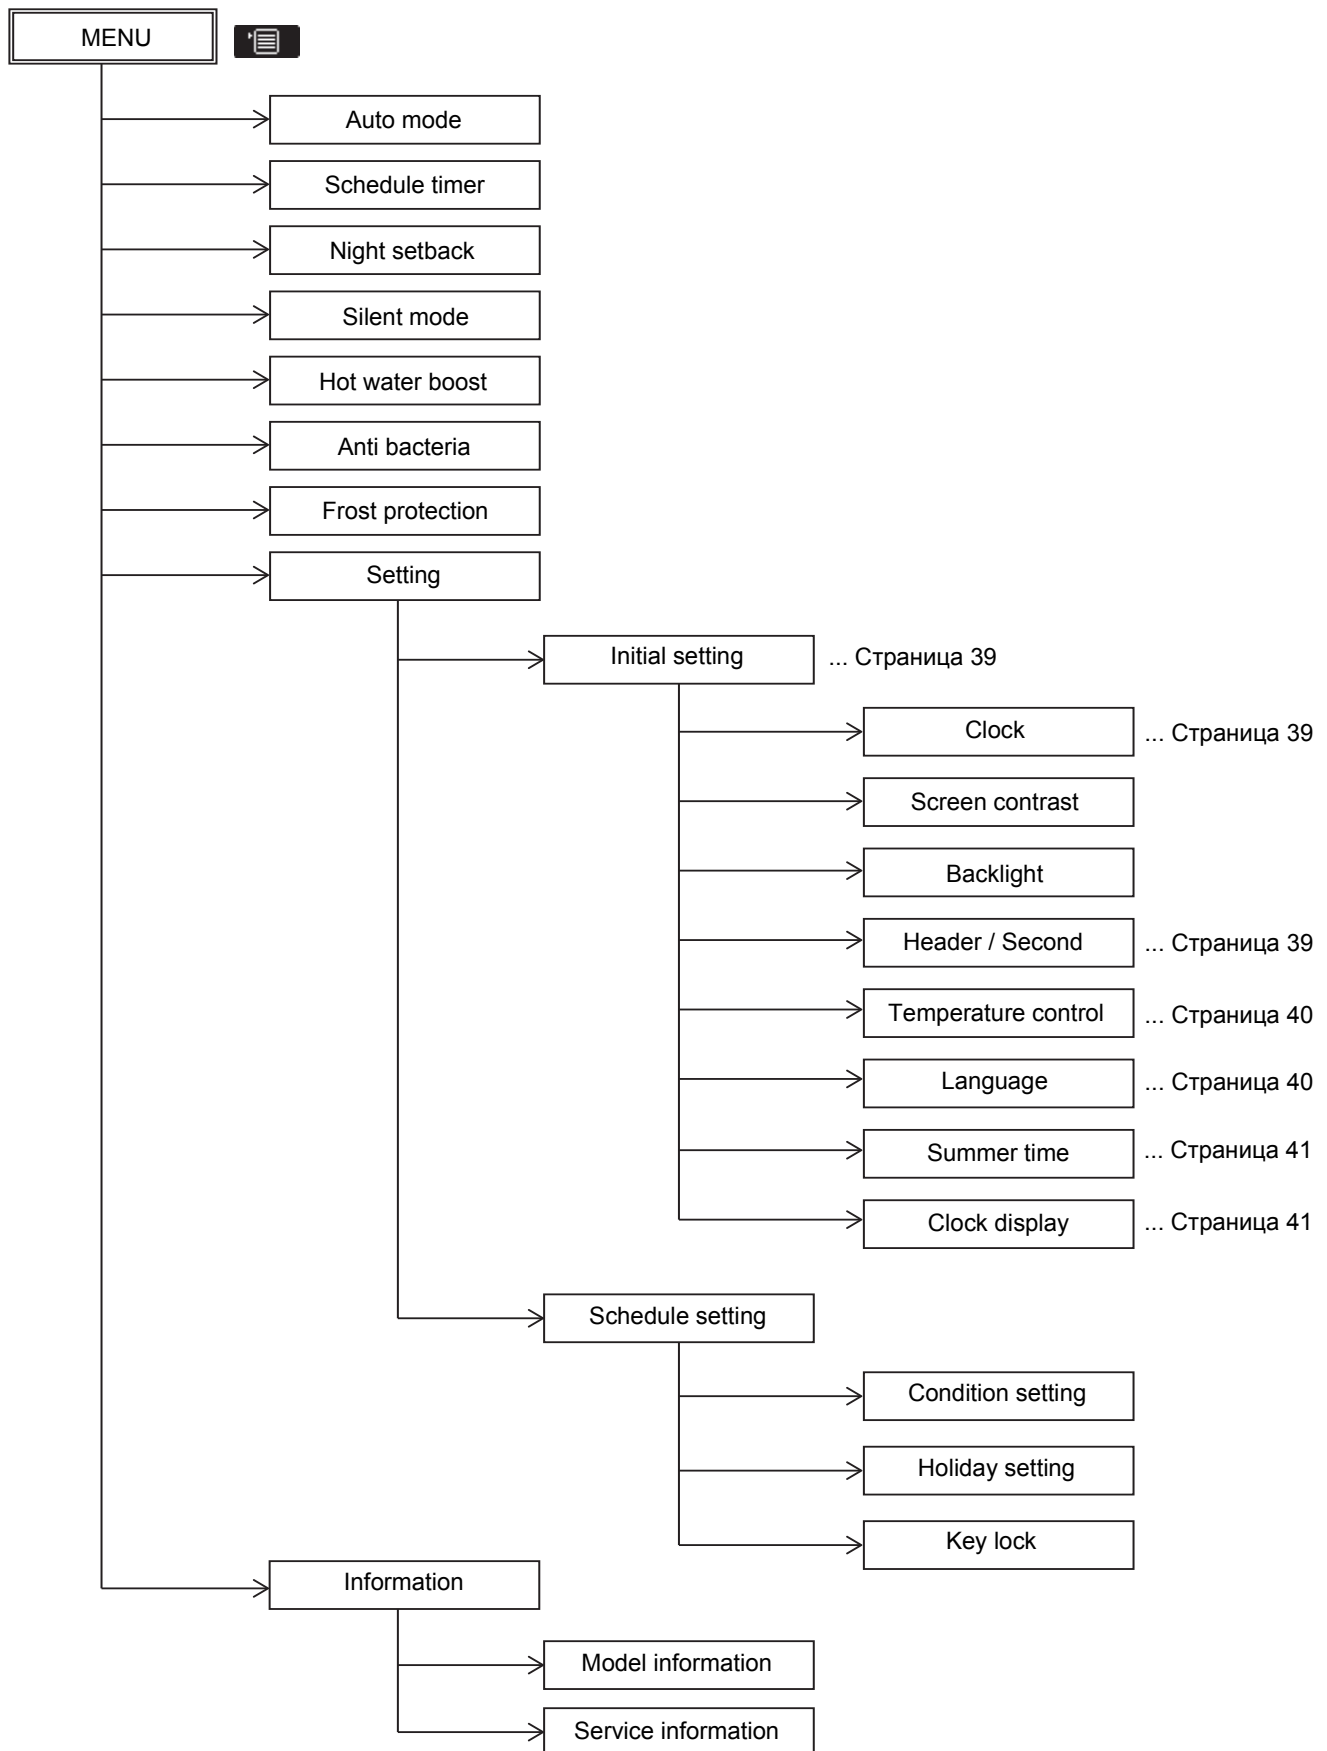 MENU
Auto mode
Schedule timer
Night setback
Silent mode
Hot water boost
Anti bacteria
Frost protection
Setting
Initial setting ... Страница 39
Clock ... Страница 39
Screen contrast
Backlight
Header / Second ... Страница 39
Temperature control ... Страница 40
Language ... Страница 40
Summer time ... Страница 41
Clock display ... Страница 41
Schedule setting
Condition setting
Holiday setting
Key lock
Information
Model information
Service information